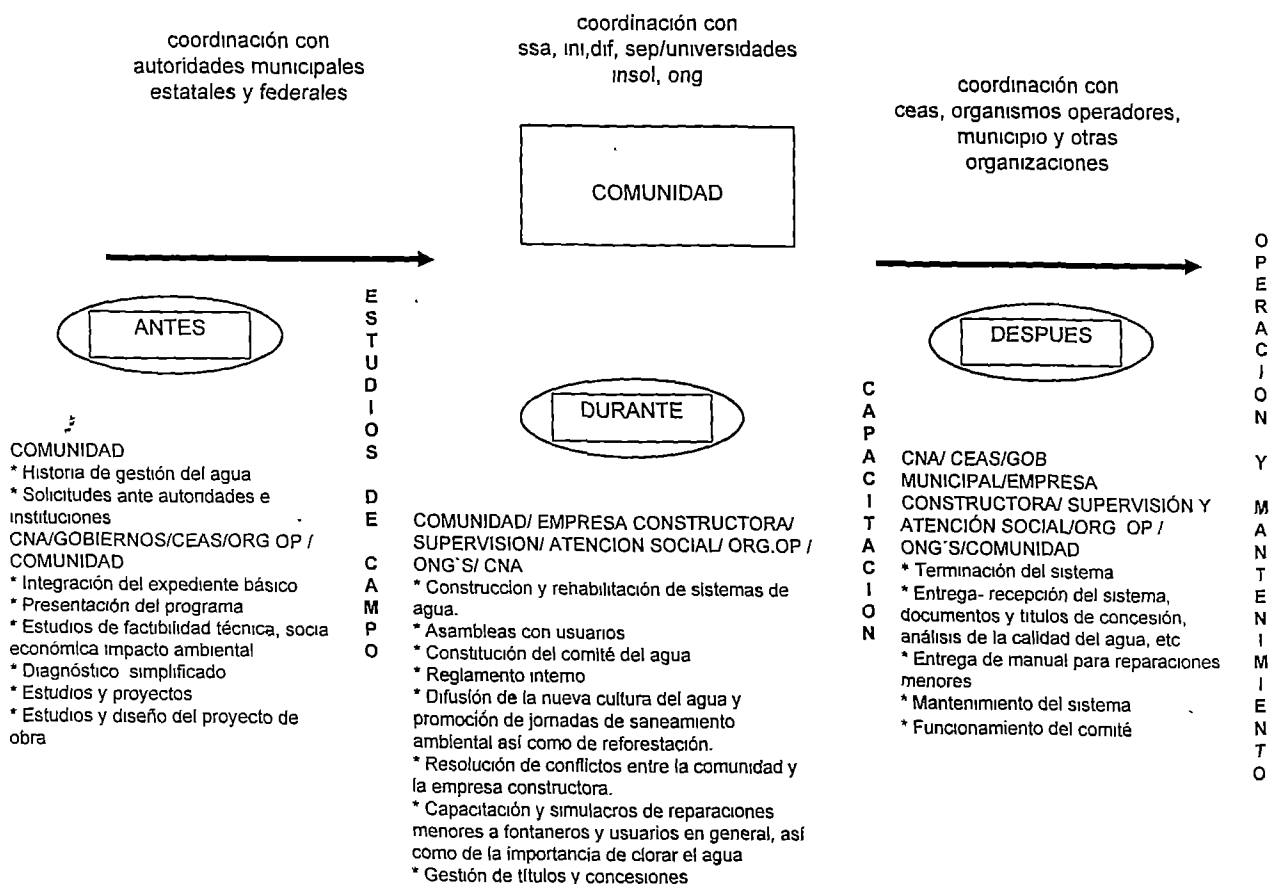 coordinación con
autoridades municipales
estatales y federales
coordinación con
ssa, ini,dif, sep/universidades
insol, ong
coordinación con
ceas, organismos operadores,
municipio y otras
organizaciones
COMUNIDAD
ANTES
ESTUDIOS DE CAMPO
COMUNIDAD
* Historia de gestión del agua
* Solicitudes ante autoridades e
instituciones
CNA/GOBIERNOS/CEAS/ORG OP /
COMUNIDAD
* Integración del expediente básico
* Presentación del programa
* Estudios de factibilidad técnica, socia
económica impacto ambiental
* Diagnóstico simplificado
* Estudios y proyectos
* Estudios y diseño del proyecto de
obra
DURANTE
COMUNIDAD/ EMPRESA CONSTRUCTORA/
SUPERVISION/ ATENCION SOCIAL/ ORG.OP /
ONG`S/ CNA
* Construccion y rehabilitación de sistemas de
agua.
* Asambleas con usuarios
* Constitución del comité del agua
* Reglamento interno
* Difusión de la nueva cultura del agua y
promoción de jornadas de saneamiento
ambiental así como de reforestación.
* Resolución de conflictos entre la comunidad y
la empresa constructora.
* Capacitación y simulacros de reparaciones
menores a fontaneros y usuarios en general, así
como de la importancia de clorar el agua
* Gestión de títulos y concesiones
CAPACITACION
DESPUES
CNA/ CEAS/GOB
MUNICIPAL/EMPRESA
CONSTRUCTORA/ SUPERVISIÓN Y
ATENCIÓN SOCIAL/ORG OP /
ONG`S/COMUNIDAD
* Terminación del sistema
* Entrega- recepción del sistema,
documentos y títulos de concesión,
análisis de la calidad del agua, etc
* Entrega de manual para reparaciones
menores
* Mantenimiento del sistema
* Funcionamiento del comité
OPERACION Y MANTENIMIENTO